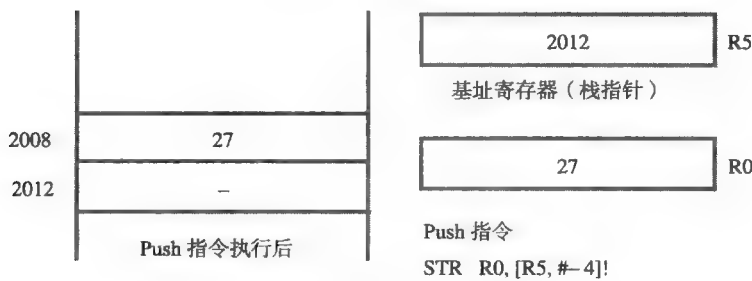 2012 R5
基址寄存器（栈指针）
2008 27
27 R0
2012 –
Push 指令
Push 指令执行后
STR R0, [R5, #– 4]!